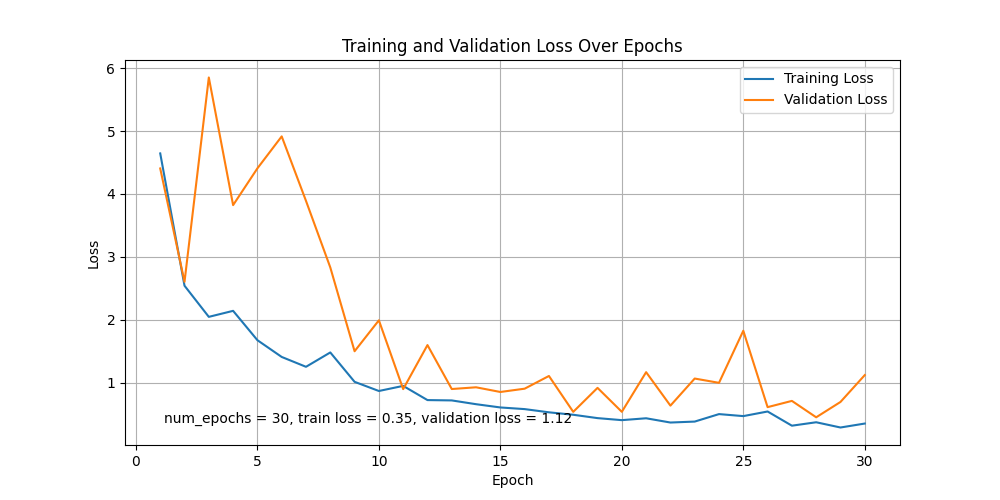 Training and Validation Loss Over Epochs
Training Loss
Validation Loss
6
5
4
3
2
1
Loss
num_epochs = 30, train loss = 0.35, validation loss = 1.12
0 5 10 15 20 25 30
Epoch